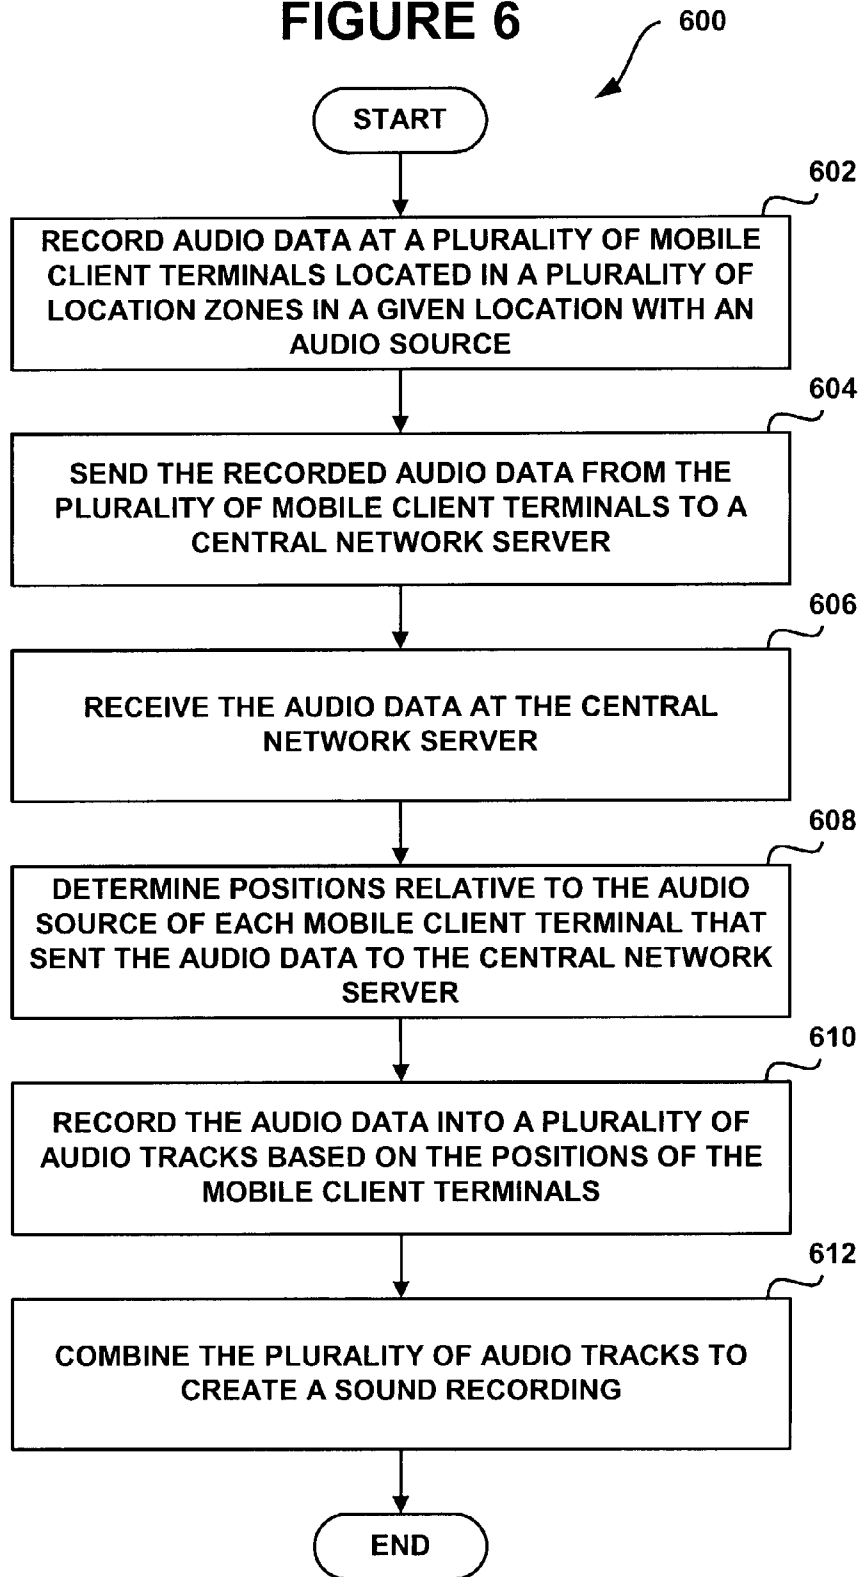 FIGURE 6
600
START
602
RECORD AUDIO DATA AT A PLURALITY OF MOBILE
CLIENT TERMINALS LOCATED IN A PLURALITY OF
LOCATION ZONES IN A GIVEN LOCATION WITH AN
AUDIO SOURCE
604
SEND THE RECORDED AUDIO DATA FROM THE
PLURALITY OF MOBILE CLIENT TERMINALS TO A
CENTRAL NETWORK SERVER
606
RECEIVE THE AUDIO DATA AT THE CENTRAL
NETWORK SERVER
608
DETERMINE POSITIONS RELATIVE TO THE AUDIO
SOURCE OF EACH MOBILE CLIENT TERMINAL THAT
SENT THE AUDIO DATA TO THE CENTRAL NETWORK
SERVER
610
RECORD THE AUDIO DATA INTO A PLURALITY OF
AUDIO TRACKS BASED ON THE POSITIONS OF THE
MOBILE CLIENT TERMINALS
612
COMBINE THE PLURALITY OF AUDIO TRACKS TO
CREATE A SOUND RECORDING
END